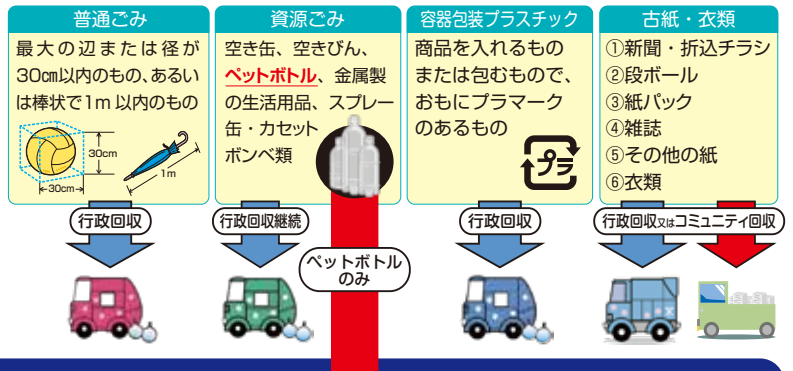 普通ごみ
最大の辺または径が
30cm以内のもの、あるい
は棒状で1m以内のもの
30cm
30cm
1m
行政回収
資源ごみ
空き缶、空きびん、
ペットボトル、金属製
の生活用品、スプレー
缶・カセット
ボンベ類
行政回収継続
ペットボトル
のみ
容器包装プラスチック
商品を入れるもの
または包むもので、
おもにプラマーク
のあるもの
プラ
行政回収
古紙・衣類
①新聞・折込チラシ
②段ボール
③紙パック
④雑誌
⑤その他の紙
⑥衣類
行政回収又はコミュニティ回収